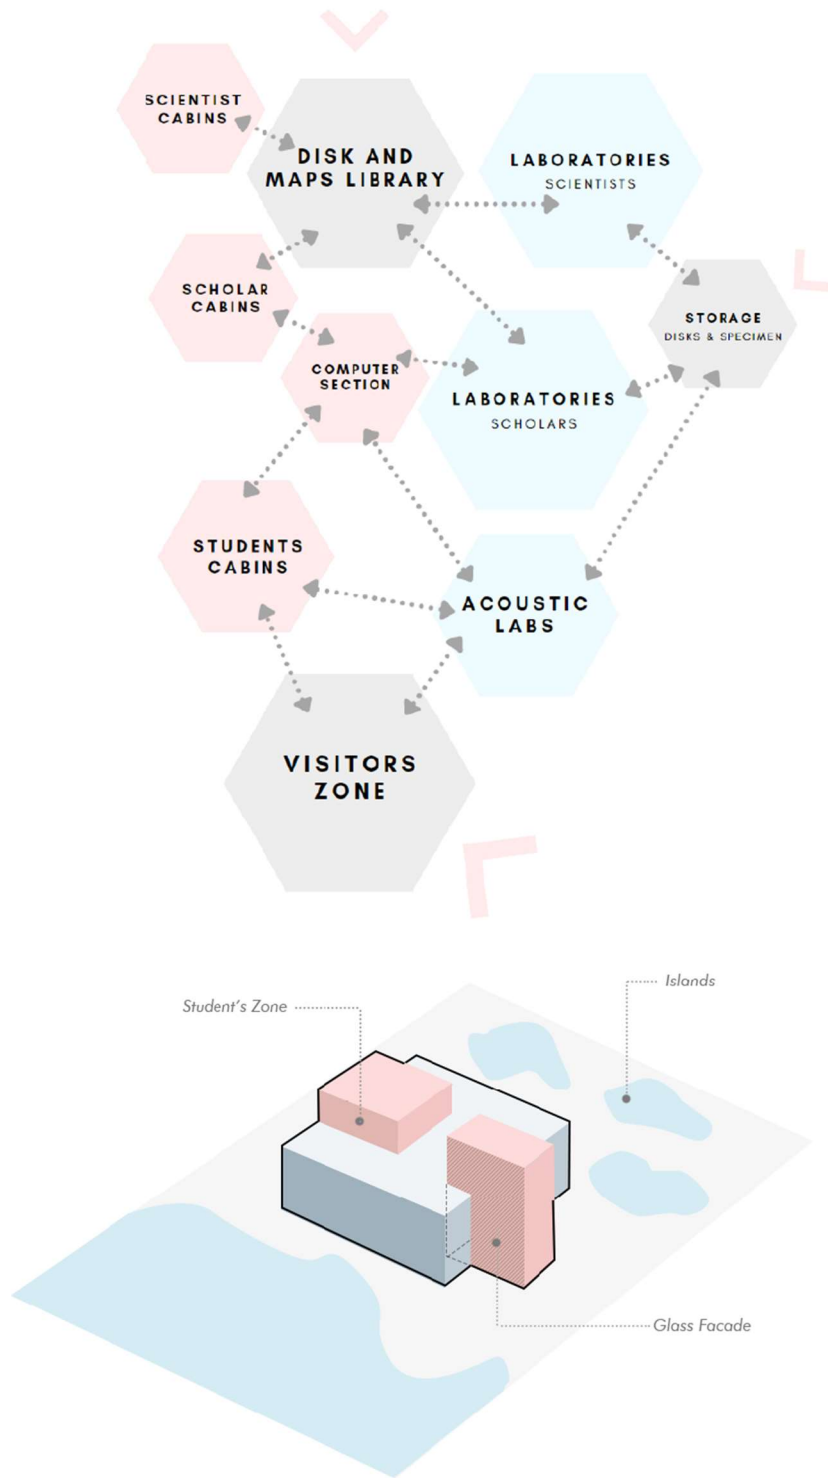 SCIENTIST
CABINS
DISK AND
MAPS LIBRARY
LABORATORIES
SCIENTISTS
SCHOLAR
CABINS
STORAGE
DISKS & SPECIMEN
COMPUTER
SECTION
LABORATORIES
SCHOLARS
STUDENTS
CABINS
ACOUSTIC
LABS
VISITORS
ZONE
Islands
Student's Zone
Glass Facade